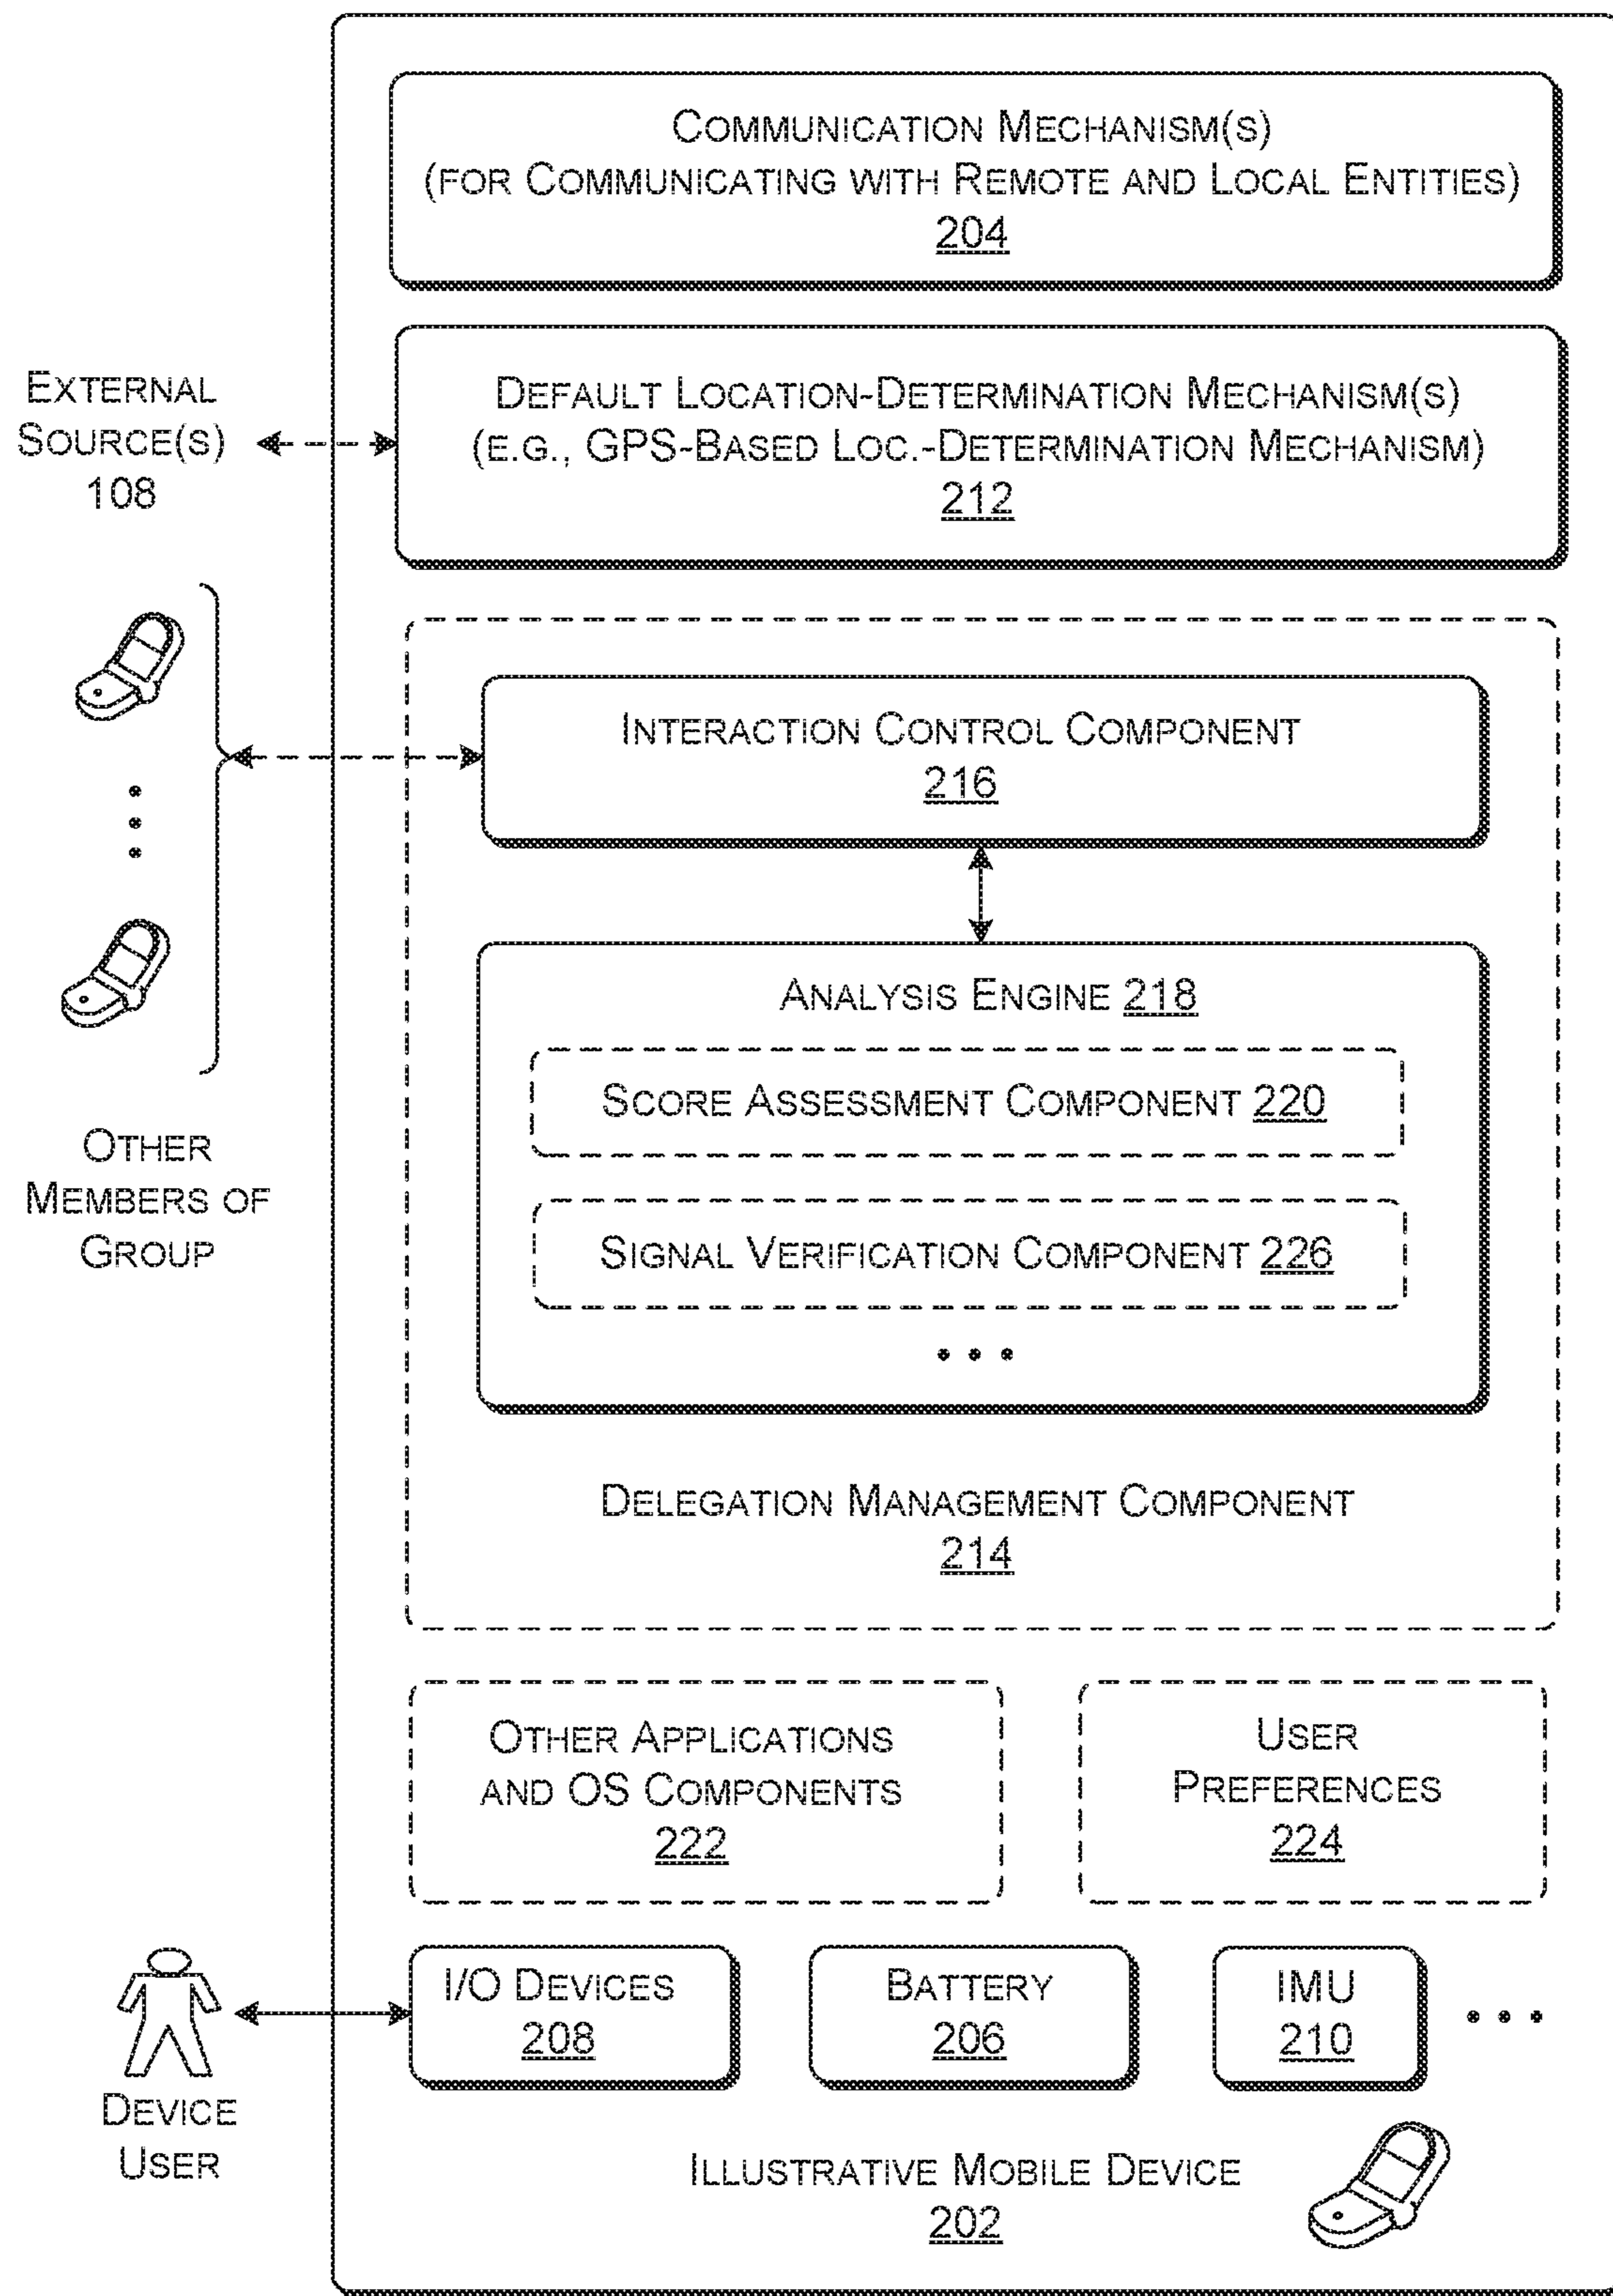 COMMUNICATION MECHANISM(S)
(FOR COMMUNICATING WITH REMOTE AND LOCAL ENTITIES)
204
EXTERNAL
SOURCE(S)
108
DEFAULT LOCATION-DETERMINATION MECHANISM(S)
(E.G., GPS-BASED LOC.-DETERMINATION MECHANISM)
212
INTERACTION CONTROL COMPONENT
216
ANALYSIS ENGINE 218
SCORE ASSESSMENT COMPONENT 220
SIGNAL VERIFICATION COMPONENT 226
• • •
OTHER
MEMBERS OF
GROUP
DELEGATION MANAGEMENT COMPONENT
214
OTHER APPLICATIONS
AND OS COMPONENTS
222
USER
PREFERENCES
224
I/O DEVICES
208
BATTERY
206
IMU
210
• • •
DEVICE
USER
ILLUSTRATIVE MOBILE DEVICE
202